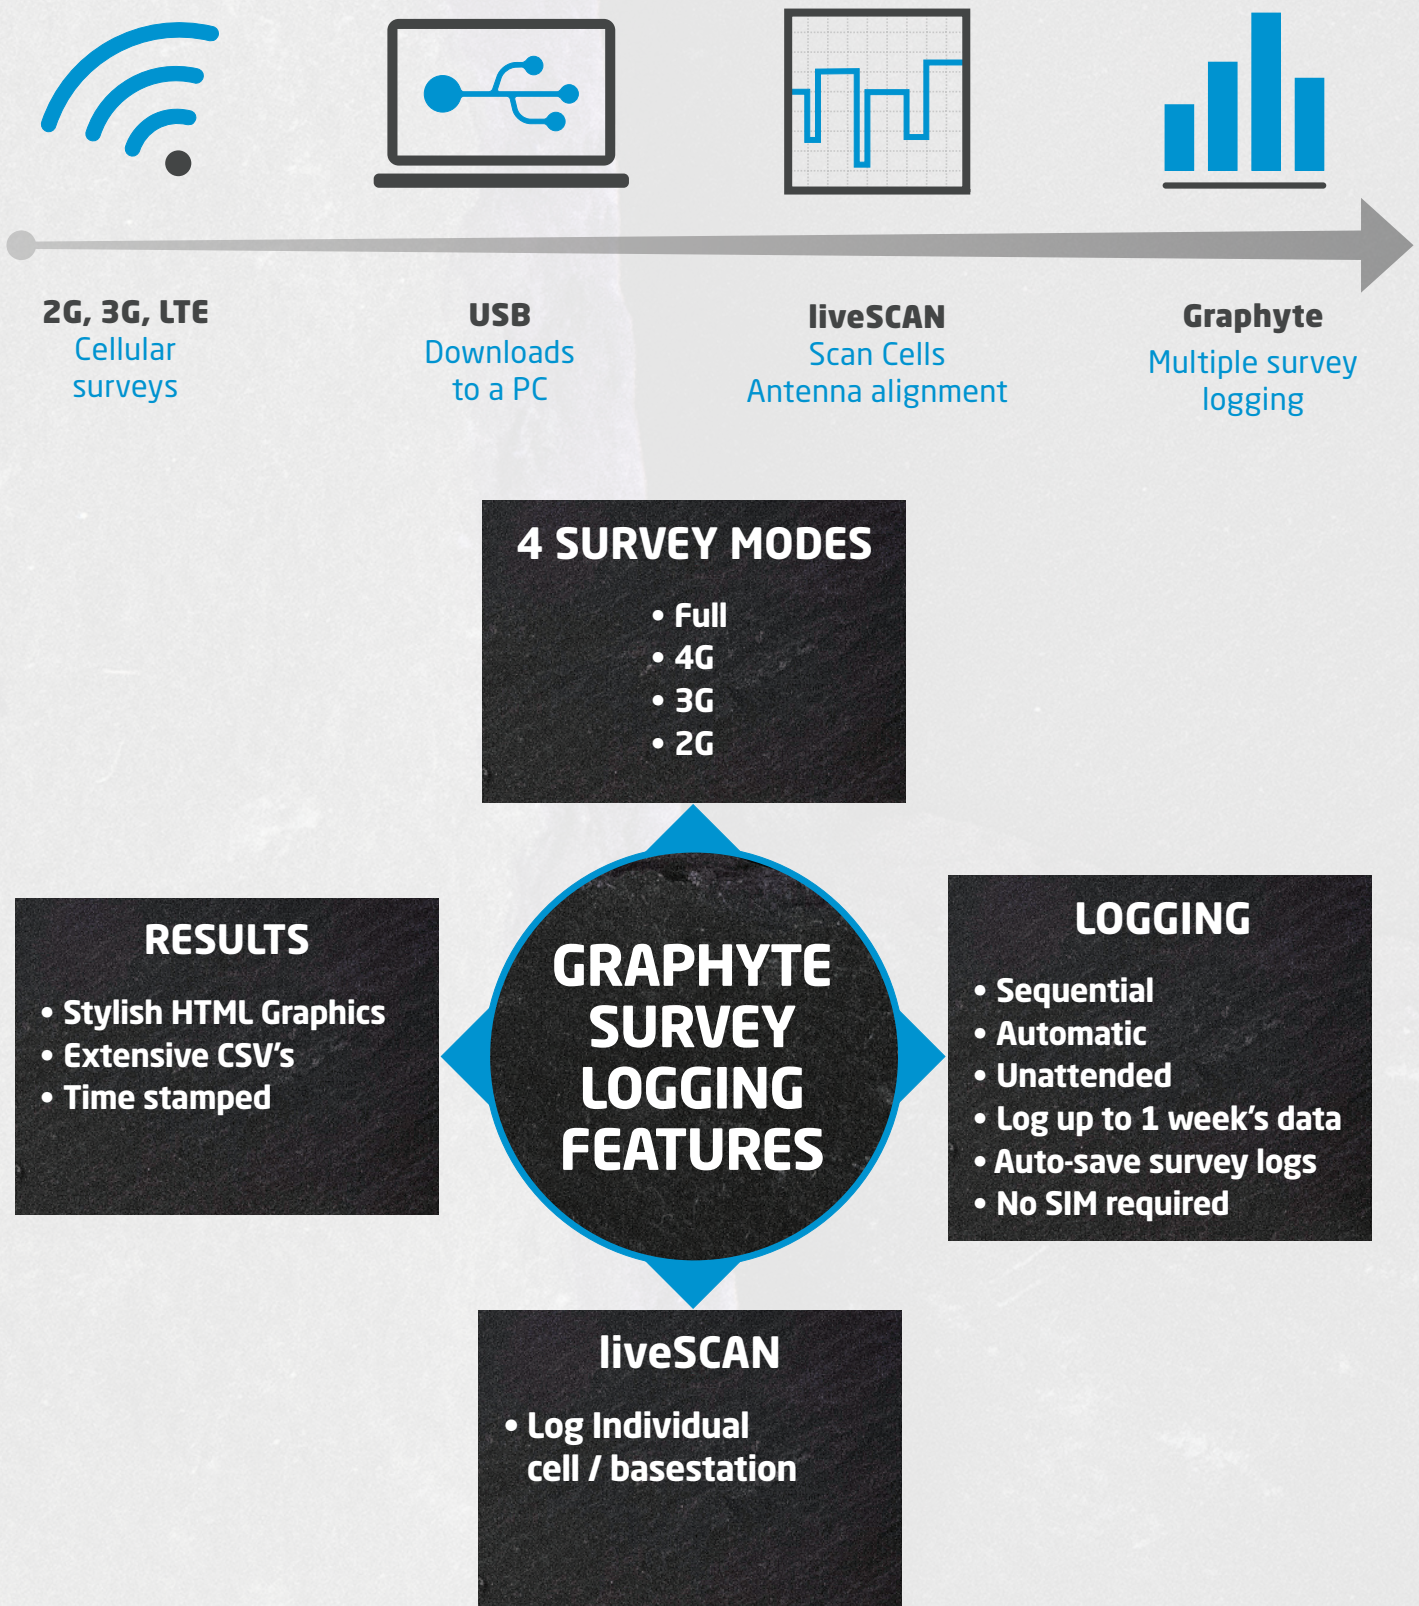 2G, 3G, LTE
Cellular
surveys
USB
Downloads
to a PC
liveSCAN
Scan Cells
Antenna alignment
Graphyte
Multiple survey
logging
4 SURVEY MODES
• Full
• 4G
• 3G
• 2G
RESULTS
• Stylish HTML Graphics
• Extensive CSV's
• Time stamped
GRAPHYTE
SURVEY
LOGGING
FEATURES
LOGGING
• Sequential
• Automatic
• Unattended
• Log up to 1 week's data
• Auto-save survey logs
• No SIM required
liveSCAN
• Log Individual
cell / basestation